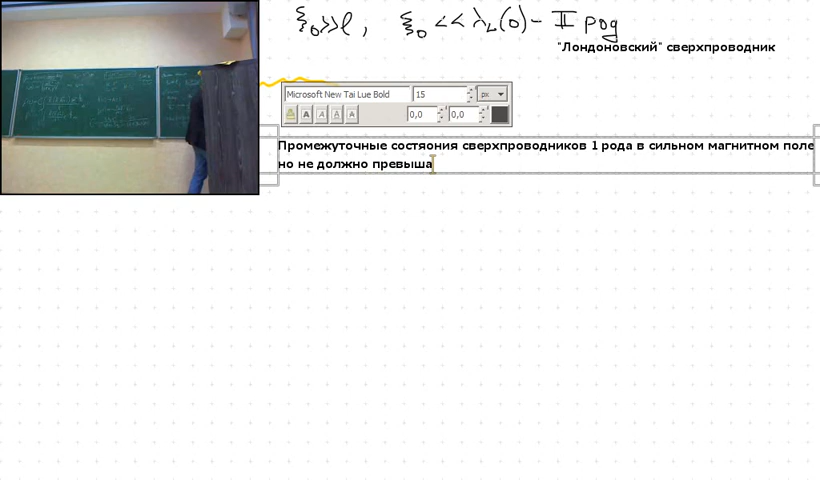 ξ₀>>ℓ, ξ₀ << λ_L(0) - II род
"Лондоновский" сверхпроводник
Microsoft New Tai Lue Bold 15 px
A A A A 0,0 0,0
Промежуточные состяония сверхпроводников 1 рода в сильном магнитном поле
но не должно превыша